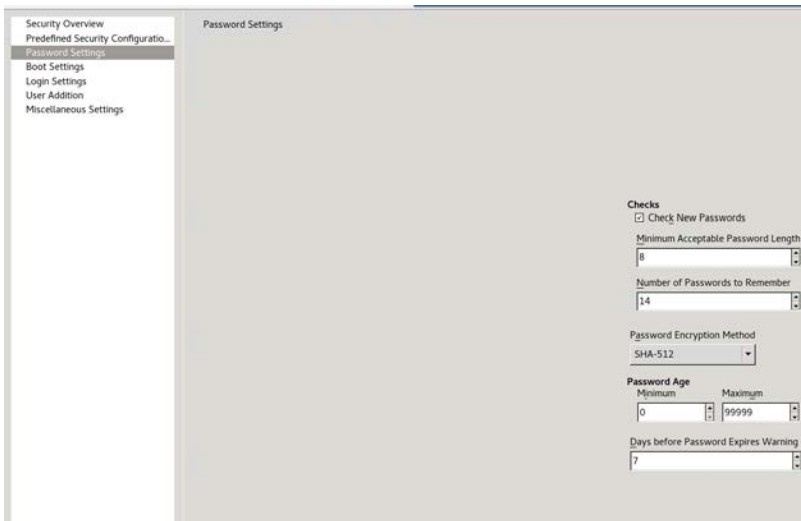 Security Overview
Predefined Security Configuratio...
Password Settings
Boot Settings
Login Settings
User Addition
Miscellaneous Settings
Password Settings
Checks
Check New Passwords
Minimum Acceptable Password Length
8
Number of Passwords to Remember
14
Password Encryption Method
SHA-512
Password Age
Minimum Maximum
0 99999
Days before Password Expires Warning
7